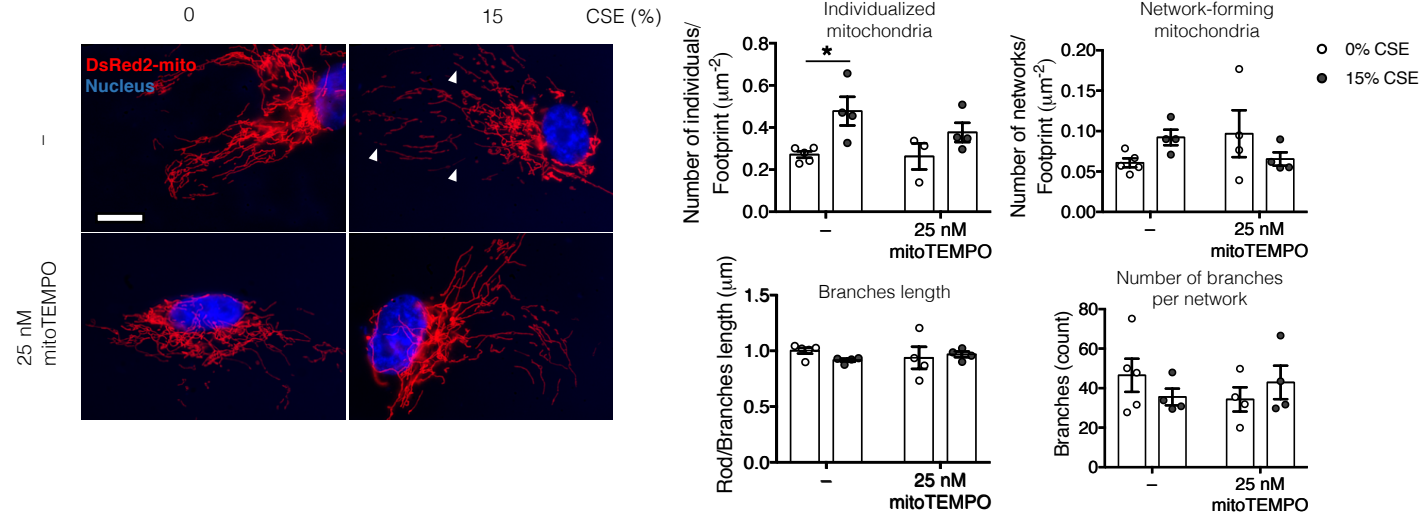 0
15
CSE (%)
DsRed2-mito
Nucleus
–
25 nM
mitoTEMPO
Individualized
mitochondria
Number of individuals/
Footprint (μm-2)
0.8
0.6
0.4
0.2
0.0
*
–
25 nM
mitoTEMPO
Network-forming
mitochondria
Number of networks/
Footprint (μm-2)
0.20
0.15
0.10
0.05
0.00
–
25 nM
mitoTEMPO
0% CSE
15% CSE
Branches length
Rod/Branches length (μm)
1.5
1.0
0.5
0.0
–
25 nM
mitoTEMPO
Number of branches
per network
Branches (count)
80
60
40
20
0
–
25 nM
mitoTEMPO